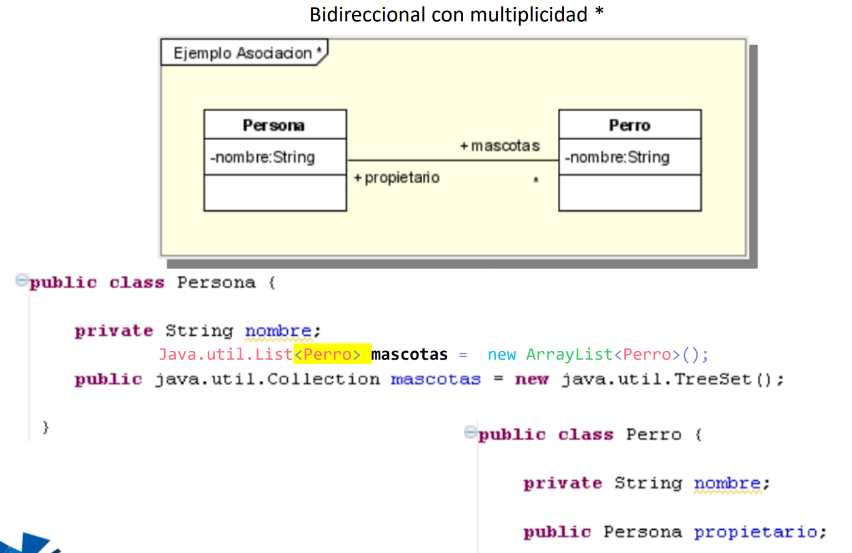 Bidireccional con multiplicidad *
Ejemplo Asociacion *
Persona
-nombre:String
+mascotas
+propietario
*
Perro
-nombre:String
public class Persona {
private String nombre;
Java.util.List<Perro> mascotas = new ArrayList<Perro>();
public java.util.Collection mascotas = new java.util.TreeSet();
}
public class Perro {
private String nombre;
public Persona propietario;